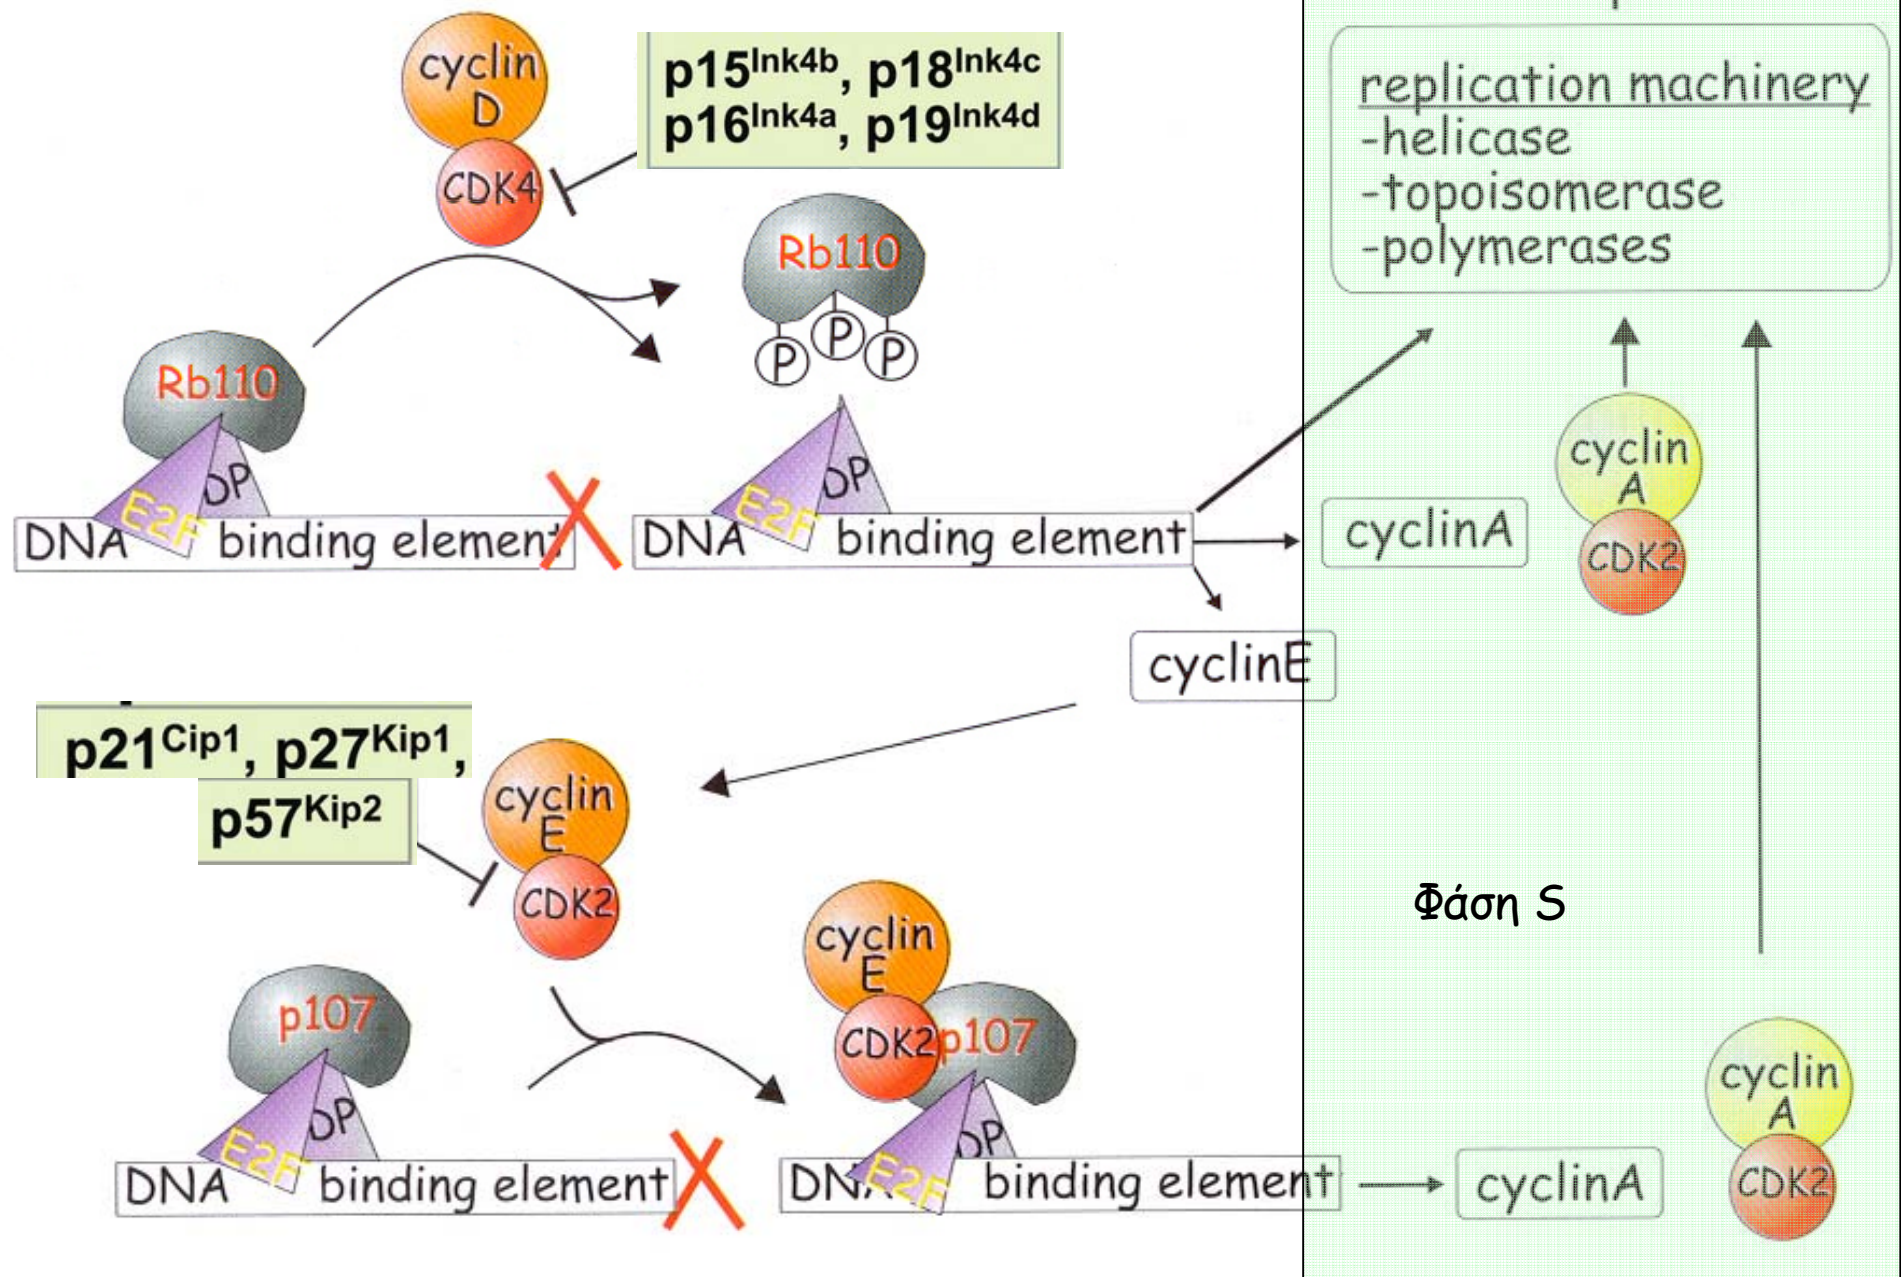 cyclin
D
CDK4
p15Ink4b, p18Ink4c
p16Ink4a, p19Ink4d
replication machinery
-helicase
-topoisomerase
-polymerases
Rb110
P P P
Rb110
E2F DP
DNA binding element
E2F DP
DNA binding element
cyclinA
cyclin
A
CDK2
cyclinE
p21Cip1, p27Kip1,
p57Kip2
cyclin
E
CDK2
Φάση S
p107
E2F DP
DNA binding element
cyclin
E
CDK2
p107
E2F DP
DNA binding element
cyclinA
cyclin
A
CDK2